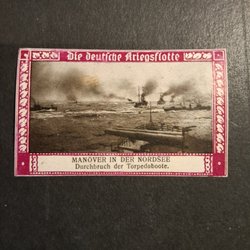 Die deutsche Kriegsflotte
MANÖVER IN DER NORDSEE
Durchbruch der Torpedoboote.